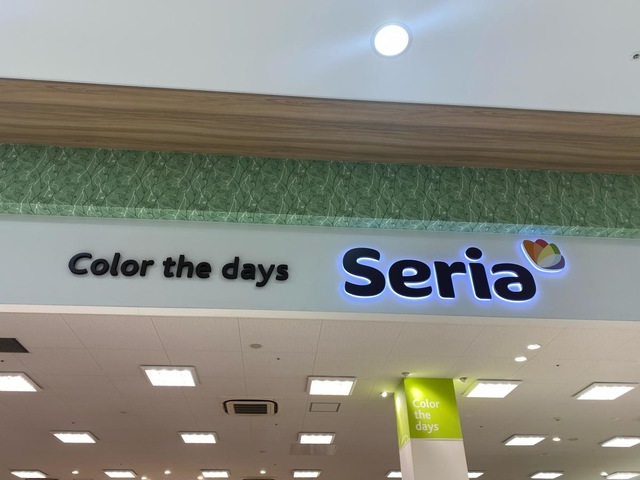 Color the days Seria
Color
the
days